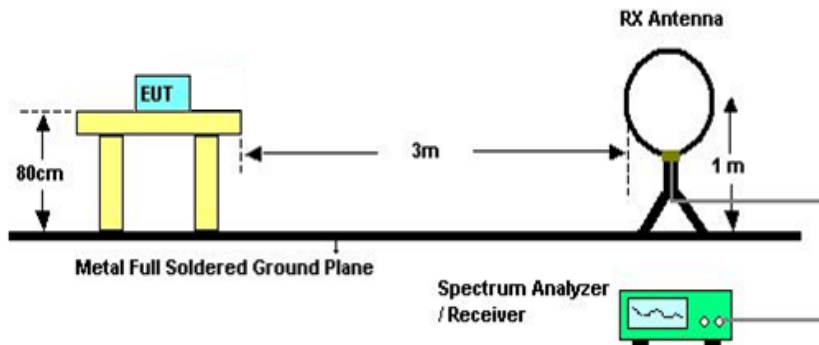 RX Antenna
EUT
3m
80cm
1 m
Metal Full Soldered Ground Plane
Spectrum Analyzer
/ Receiver